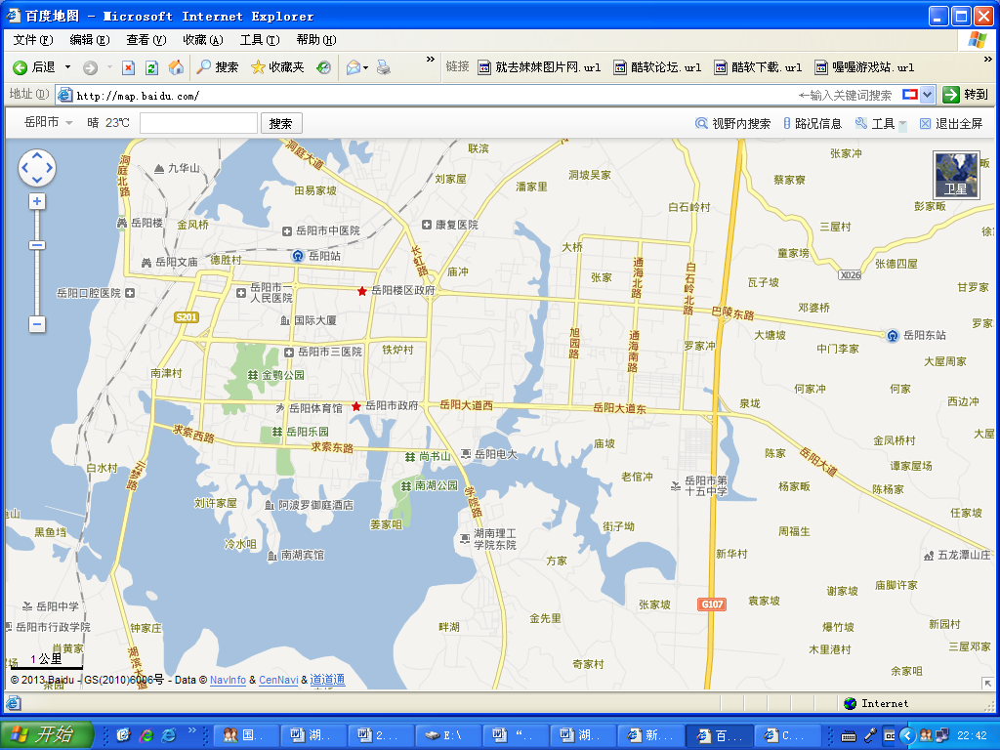 百度地图 - Microsoft Internet Explorer
文件(F) 编辑(E) 查看(V) 收藏(A) 工具(T) 帮助(H)
后退 搜索 收藏夹 » 链接 就去妹妹图片网.url 酷软论坛.url 酷软下载.url 喔喔游戏站.url »
地址(D) http://map.baidu.com/ ←输入关键词搜索 转到
岳阳市 晴 23℃ 搜索 视野内搜索 路况信息 工具 退出全屏
洞庭北路
九华山
洞庭大道
联滨
刘家屋
潘家里
洞坡吴家
张家冲
蔡家寮
卫星
田易家坡
白石岭村
彭家畈
岳阳楼
金凤桥
岳阳市中医院
康复医院
三屋村
岳阳文庙
德胜村
岳阳站
长虹路
庙冲
大桥
通海北路
白石岭北路
童家塝
X026
张德四屋
岳阳口腔医院
岳阳市一人民医院
岳阳楼区政府
张家
瓦子坡
甘罗家
S201
国际大厦
巴陵东路
邓婆桥
罗家
岳阳市三医院
铁炉村
旭园路
通海南路
罗家冲
大塘坡
中门李家
岳阳东站
大屋周家
南津村
金鹗公园
何家冲
何家
西边冲
岳阳体育馆
岳阳市政府
岳阳大道西
岳阳大道东
泉垅
求索西路
岳阳乐园
求索东路
尚书山
岳阳电大
庙坡
金凤桥村
大屋
白水村
云梦路
南湖公园
老倌冲
岳阳市第十五中学
陈家
岳阳大道
谭家屋场
刘许家屋
阿波罗御庭酒店
学院路
杨家畈
陈杨家
鱼山
黑鱼垱
冷水咀
姜家咀
湖南理工学院东院
街子坳
周福生
任家坡
南湖宾馆
方家
新华村
五龙潭山庄
岳阳中学
G107
袁家坡
谢家坡
庙脚许家
岳阳市行政学院
钟家庄
畔湖
金先里
张家坡
爆竹坡
新园村
肖黄家
湖滨大道
奇家村
木里港村
三屋邓家
余家咀
1 公里
© 2013 Baidu - GS(2010)6006号 - Data © NavInfo & CenNavi & 道道通
Internet
开始 » 国... 湖.. 2... E:\ “.. 湖.. 新.. 百... C... 22:42